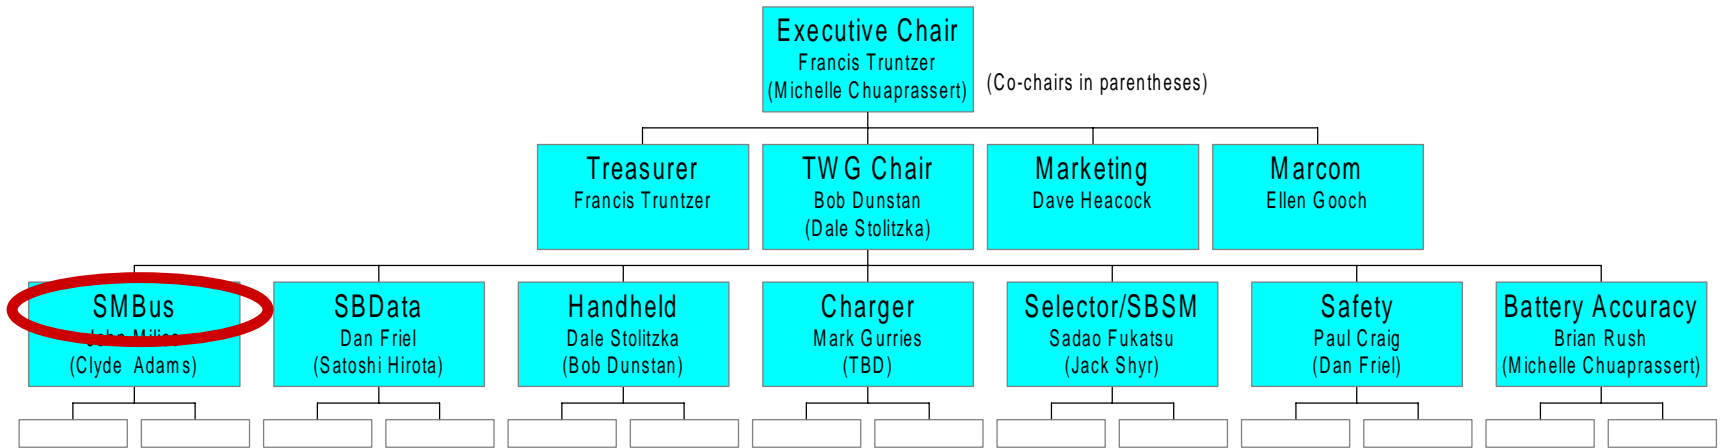 Executive Chair
Francis Truntzer
(Michelle Chuaprassert)
(Co-chairs in parentheses)
Treasurer
Francis Truntzer
TWG Chair
Bob Dunstan
(Dale Stolitzka)
Marketing
Dave Heacock
Marcom
Ellen Gooch
SMBus
John
(Clyde Adams)
SBData
Dan Friel
(Satoshi Hirota)
Handheld
Dale Stolitzka
(Bob Dunstan)
Charger
Mark Gurries
(TBD)
Selector/SBSM
Sadao Fukatsu
(Jack Shyr)
Safety
Paul Craig
(Dan Friel)
Battery Accuracy
Brian Rush
(Michelle Chuaprassert)